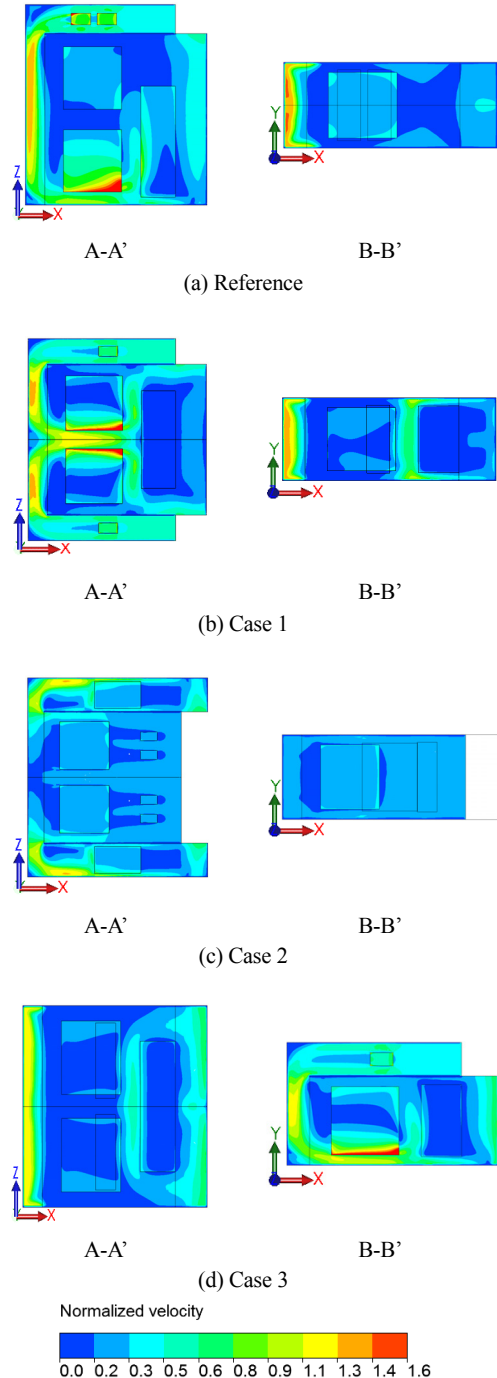 Z
X
Y
X
A-A’ B-B’
(a) Reference
Z
X
Y
X
A-A’ B-B’
(b) Case 1
Z
X
Y
X
A-A’ B-B’
(c) Case 2
Z
X
Y
X
A-A’ B-B’
(d) Case 3
Normalized velocity
0.0 0.2 0.3 0.5 0.6 0.8 0.9 1.1 1.3 1.4 1.6